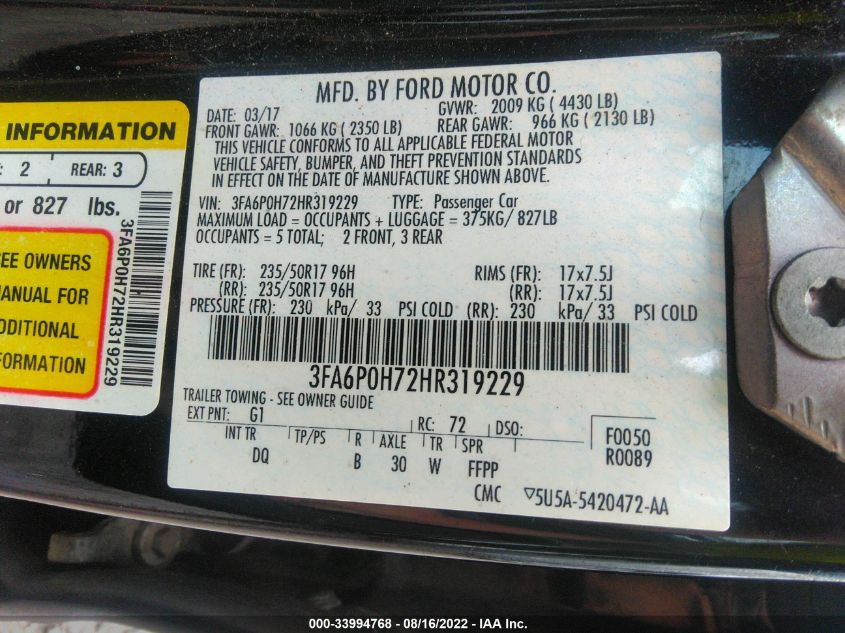 INFORMATION
2 REAR: 3
or 827 lbs.
SEE OWNERS
MANUAL FOR
ADDITIONAL
INFORMATION
3FA6P0H72HR319229
MFD. BY FORD MOTOR CO.
DATE: 03/17 GVWR: 2009 KG ( 4430 LB)
FRONT GAWR: 1066 KG ( 2350 LB) REAR GAWR: 966 KG ( 2130 LB)
THIS VEHICLE CONFORMS TO ALL APPLICABLE FEDERAL MOTOR
VEHICLE SAFETY, BUMPER, AND THEFT PREVENTION STANDARDS
IN EFFECT ON THE DATE OF MANUFACTURE SHOWN ABOVE.
VIN: 3FA6P0H72HR319229 TYPE: Passenger Car
MAXIMUM LOAD = OCCUPANTS + LUGGAGE = 375KG/ 827LB
OCCUPANTS = 5 TOTAL; 2 FRONT, 3 REAR
TIRE (FR): 235/50R17 96H RIMS (FR): 17x7.5J
(RR): 235/50R17 96H (RR): 17x7.5J
PRESSURE (FR): 230 kPa/ 33 PSI COLD (RR): 230 kPa/ 33 PSI COLD
3FA6P0H72HR319229
TRAILER TOWING - SEE OWNER GUIDE
EXT PNT: G1 RC: 72 DSO: F0050
INT TR TP/PS R AXLE TR SPR R0089
DQ B 30 W FFPP
CMC ▽5U5A-5420472-AA
000-33994768 - 08/16/2022 - IAA Inc.